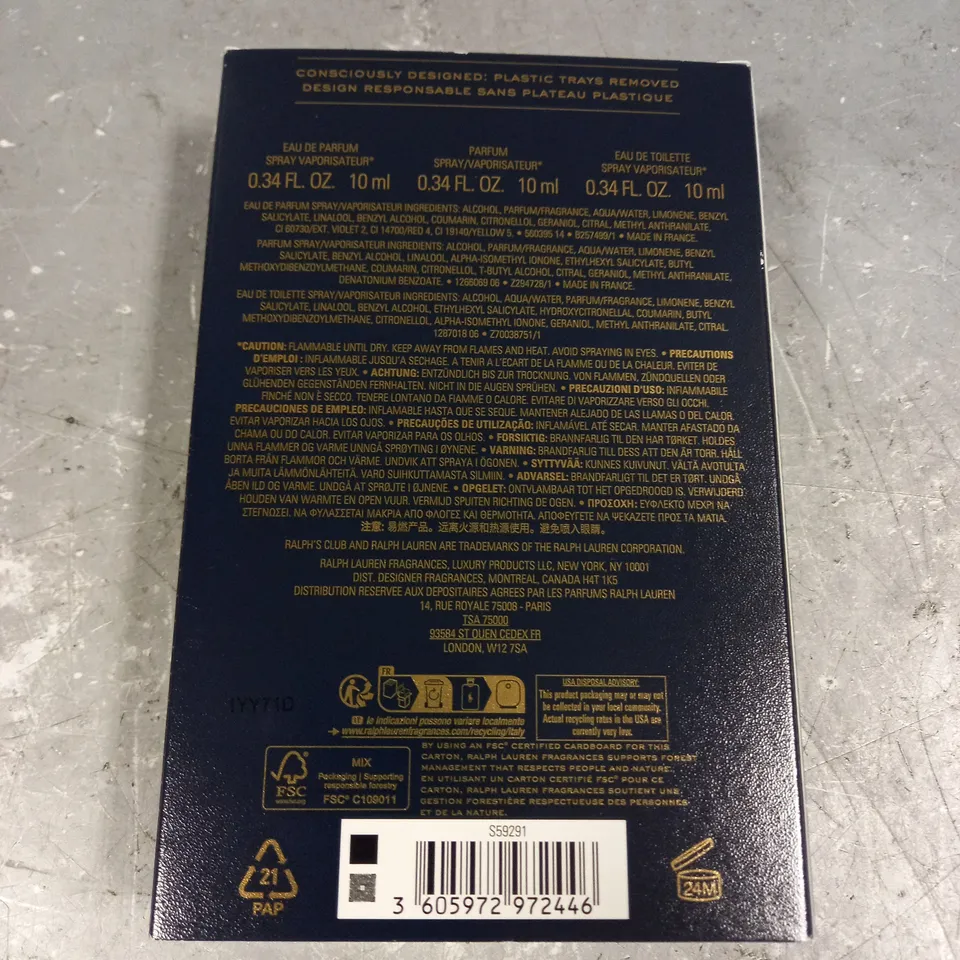 CONSCIOUSLY DESIGNED: PLASTIC TRAYS REMOVED
DESIGN RESPONSABLE SANS PLATEAU PLASTIQUE
EAU DE PARFUM
SPRAY VAPORISATEUR*
0.34 FL. OZ. 10 ml
PARFUM
SPRAY/VAPORISATEUR*
0.34 FL. OZ. 10 ml
EAU DE TOILETTE
SPRAY VAPORISATEUR*
0.34 FL. OZ. 10 ml
EAU DE PARFUM SPRAY/VAPORISATEUR INGREDIENTS: ALCOHOL, PARFUM/FRAGRANCE, AQUA/WATER, LIMONENE, BENZYL
SALICYLATE, LINALOOL, BENZYL ALCOHOL, COUMARIN, CITRONELLOL, GERANIOL, CITRAL, METHYL ANTHRANILATE,
CI 60730/EXT. VIOLET 2, CI 14700/RED 4, CI 19140/YELLOW 5. • 560395 14 • B257499/1 • MADE IN FRANCE.
PARFUM SPRAY/VAPORISATEUR INGREDIENTS: ALCOHOL, PARFUM/FRAGRANCE, AQUA/WATER, LIMONENE, BENZYL
SALICYLATE, BENZYL ALCOHOL, LINALOOL, ALPHA-ISOMETHYL IONONE, ETHYLHEXYL SALICYLATE, BUTYL
METHOXYDIBENZOYLMETHANE, COUMARIN, CITRONELLOL, T-BUTYL ALCOHOL, CITRAL, GERANIOL, METHYL ANTHRANILATE,
DENATONIUM BENZOATE. • 1266069 06 • Z294728/1 • MADE IN FRANCE.
EAU DE TOILETTE SPRAY/VAPORISATEUR INGREDIENTS: ALCOHOL, AQUA/WATER, PARFUM/FRAGRANCE, LIMONENE, BENZYL
SALICYLATE, LINALOOL, BENZYL ALCOHOL, ETHYLHEXYL SALICYLATE, HYDROXYCITRONELLAL, COUMARIN, BUTYL
METHOXYDIBENZOYLMETHANE, CITRONELLOL, ALPHA-ISOMETHYL IONONE, GERANIOL, METHYL ANTHRANILATE, CITRAL.
1287018 06 • Z70038751/1
*CAUTION: FLAMMABLE UNTIL DRY. KEEP AWAY FROM FLAMES AND HEAT. AVOID SPRAYING IN EYES. • PRECAUTIONS
D'EMPLOI : INFLAMMABLE JUSQU'A SECHAGE. A TENIR A L'ECART DE LA FLAMME OU DE LA CHALEUR. EVITER DE
VAPORISER VERS LES YEUX. • ACHTUNG: ENTZÜNDLICH BIS ZUR TROCKNUNG. VON FLAMMEN, ZÜNDQUELLEN ODER
GLÜHENDEN GEGENSTÄNDEN FERNHALTEN. NICHT IN DIE AUGEN SPRÜHEN. • PRECAUZIONI D'USO: INFIAMMABILE
FINCHÉ NON È SECCO. TENERE LONTANO DA FIAMME O CALORE. EVITARE DI VAPORIZZARE VERSO GLI OCCHI.
PRECAUCIONES DE EMPLEO: INFLAMABLE HASTA QUE SE SEQUE. MANTENER ALEJADO DE LAS LLAMAS O DEL CALOR.
EVITAR VAPORIZAR HACIA LOS OJOS. • PRECAUÇÕES DE UTILIZAÇÃO: INFLAMÁVEL ATÉ SECAR. MANTER AFASTADO DA
CHAMA OU DO CALOR. EVITAR VAPORIZAR PARA OS OLHOS. • FORSIKTIG: BRANNFARLIG TIL DEN HAR TØRKET. HOLDES
UNNA FLAMMER OG VARME UNNGÅ SPRØYTING I ØYNENE. • VARNING: BRANDFARLIG TILL DESS ATT DEN ÄR TORR. HÅLL
BORTA FRÅN FLAMMOR OCH VÄRME. UNDVIK ATT SPRAYA I ÖGONEN. • SYTTYVÄÄ: KUNNES KUIVUNUT. VÄLTÄ AVOTULTA
JA MUITA LÄMMÖNLÄHTEITÄ. VARO SUIHKUTTAMASTA SILMIIN. • ADVARSEL: BRANDFARLIGT TIL DET ER TØRT. UNDGÅ
ÅBEN ILD OG VARME. UNDGÅ AT SPRØJTE I ØJNENE. • OPGELET: ONTVLAMBAAR TOT HET OPGEDROOGD IS. VERWIJDERD
HOUDEN VAN WARMTE EN OPEN VUUR. VERMIJD SPUITEN RICHTING DE OGEN. • ΠΡΟΣΟΧΗ: ΕΥΦΛΕΚΤΟ ΜΕΧΡΙ ΝΑ
ΣΤΕΓΝΩΣΕΙ. ΝΑ ΦΥΛΑΣΣΕΤΑΙ ΜΑΚΡΙΑ ΑΠΟ ΦΛΟΓΕΣ ΚΑΙ ΘΕΡΜΟΤΗΤΑ. ΑΠΟΦΕΥΓΕΤΕ ΝΑ ΨΕΚΑΖΕΤΕ ΠΡΟΣ ΤΑ ΜΑΤΙΑ.
注意: 易燃产品。远离火源和热源使用。避免喷入眼睛。
RALPH'S CLUB AND RALPH LAUREN ARE TRADEMARKS OF THE RALPH LAUREN CORPORATION.
RALPH LAUREN FRAGRANCES, LUXURY PRODUCTS LLC, NEW YORK, NY 10001
DIST. DESIGNER FRAGRANCES, MONTREAL, CANADA H4T 1K5
DISTRIBUTION RESERVEE AUX DEPOSITAIRES AGREES PAR LES PARFUMS RALPH LAUREN
14, RUE ROYALE 75008 - PARIS
TSA 75000
93584 ST OUEN CEDEX FR
LONDON, W12 7SA
1YY71D
FR
IT le indicazioni possono variare localmente
www.ralphlaurenfragrances.com/recycling/italy
USA DISPOSAL ADVISORY:
This product packaging may or may not
be collected in your local community.
Actual recycling rates in the USA are
currently very low.
BY USING AN FSC® CERTIFIED CARDBOARD FOR THIS
CARTON, RALPH LAUREN FRAGRANCES SUPPORTS FOREST
MANAGEMENT THAT RESPECTS PEOPLE AND NATURE.
EN UTILISANT UN CARTON CERTIFIÉ FSC® POUR CE
CARTON, RALPH LAUREN FRAGRANCES SOUTIENT UNE
GESTION FORESTIÈRE RESPECTUEUSE DES PERSONNES
ET DE LA NATURE.
FSC
www.fsc.org
MIX
Packaging | Supporting
responsible forestry
FSC® C109011
21
PAP
S59291
3 605972 972446
24M